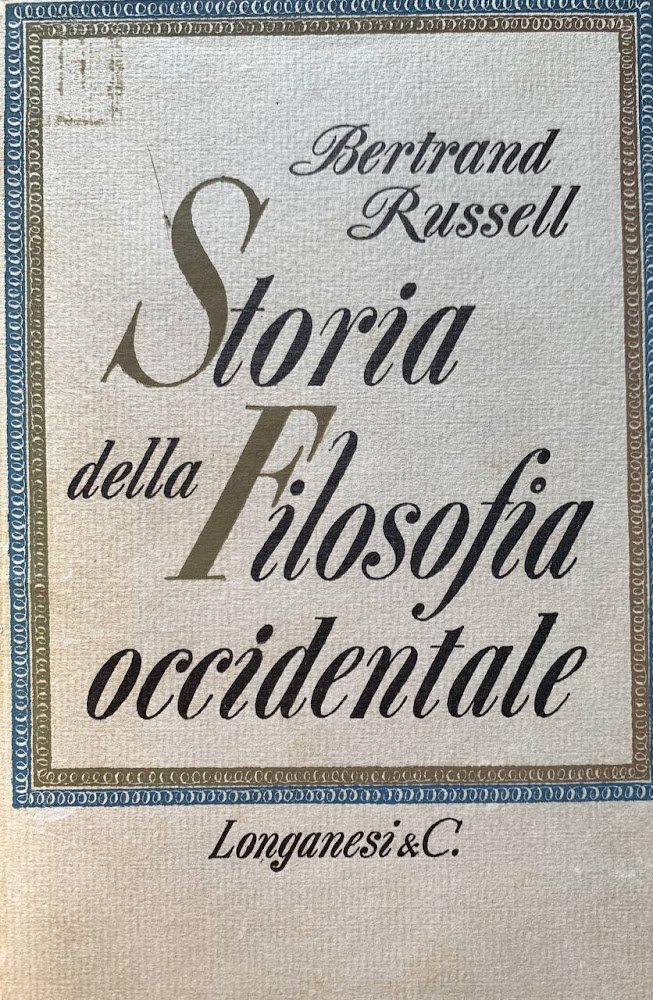 Bertrand
Russell
Storia
della Filosofia
occidentale
Longanesi & C.